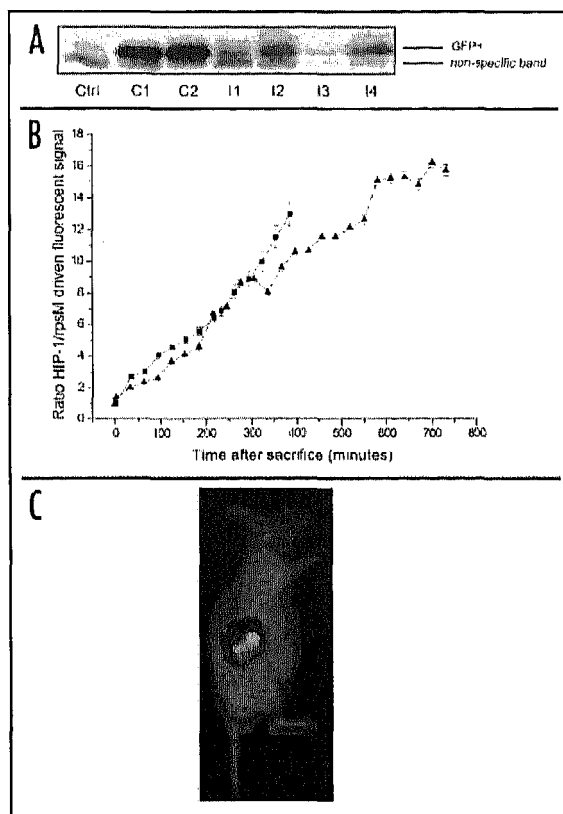 A
GFP+
non-specific band
Ctrl C1 C2 I1 I2 I3 I4
B
Ratio HIP-1/rpsM driven fluorescent signal
18
16
14
12
10
8
6
4
2
0
0 100 200 300 400 500 600 700 800
Time after sacrifice (minutes)
C